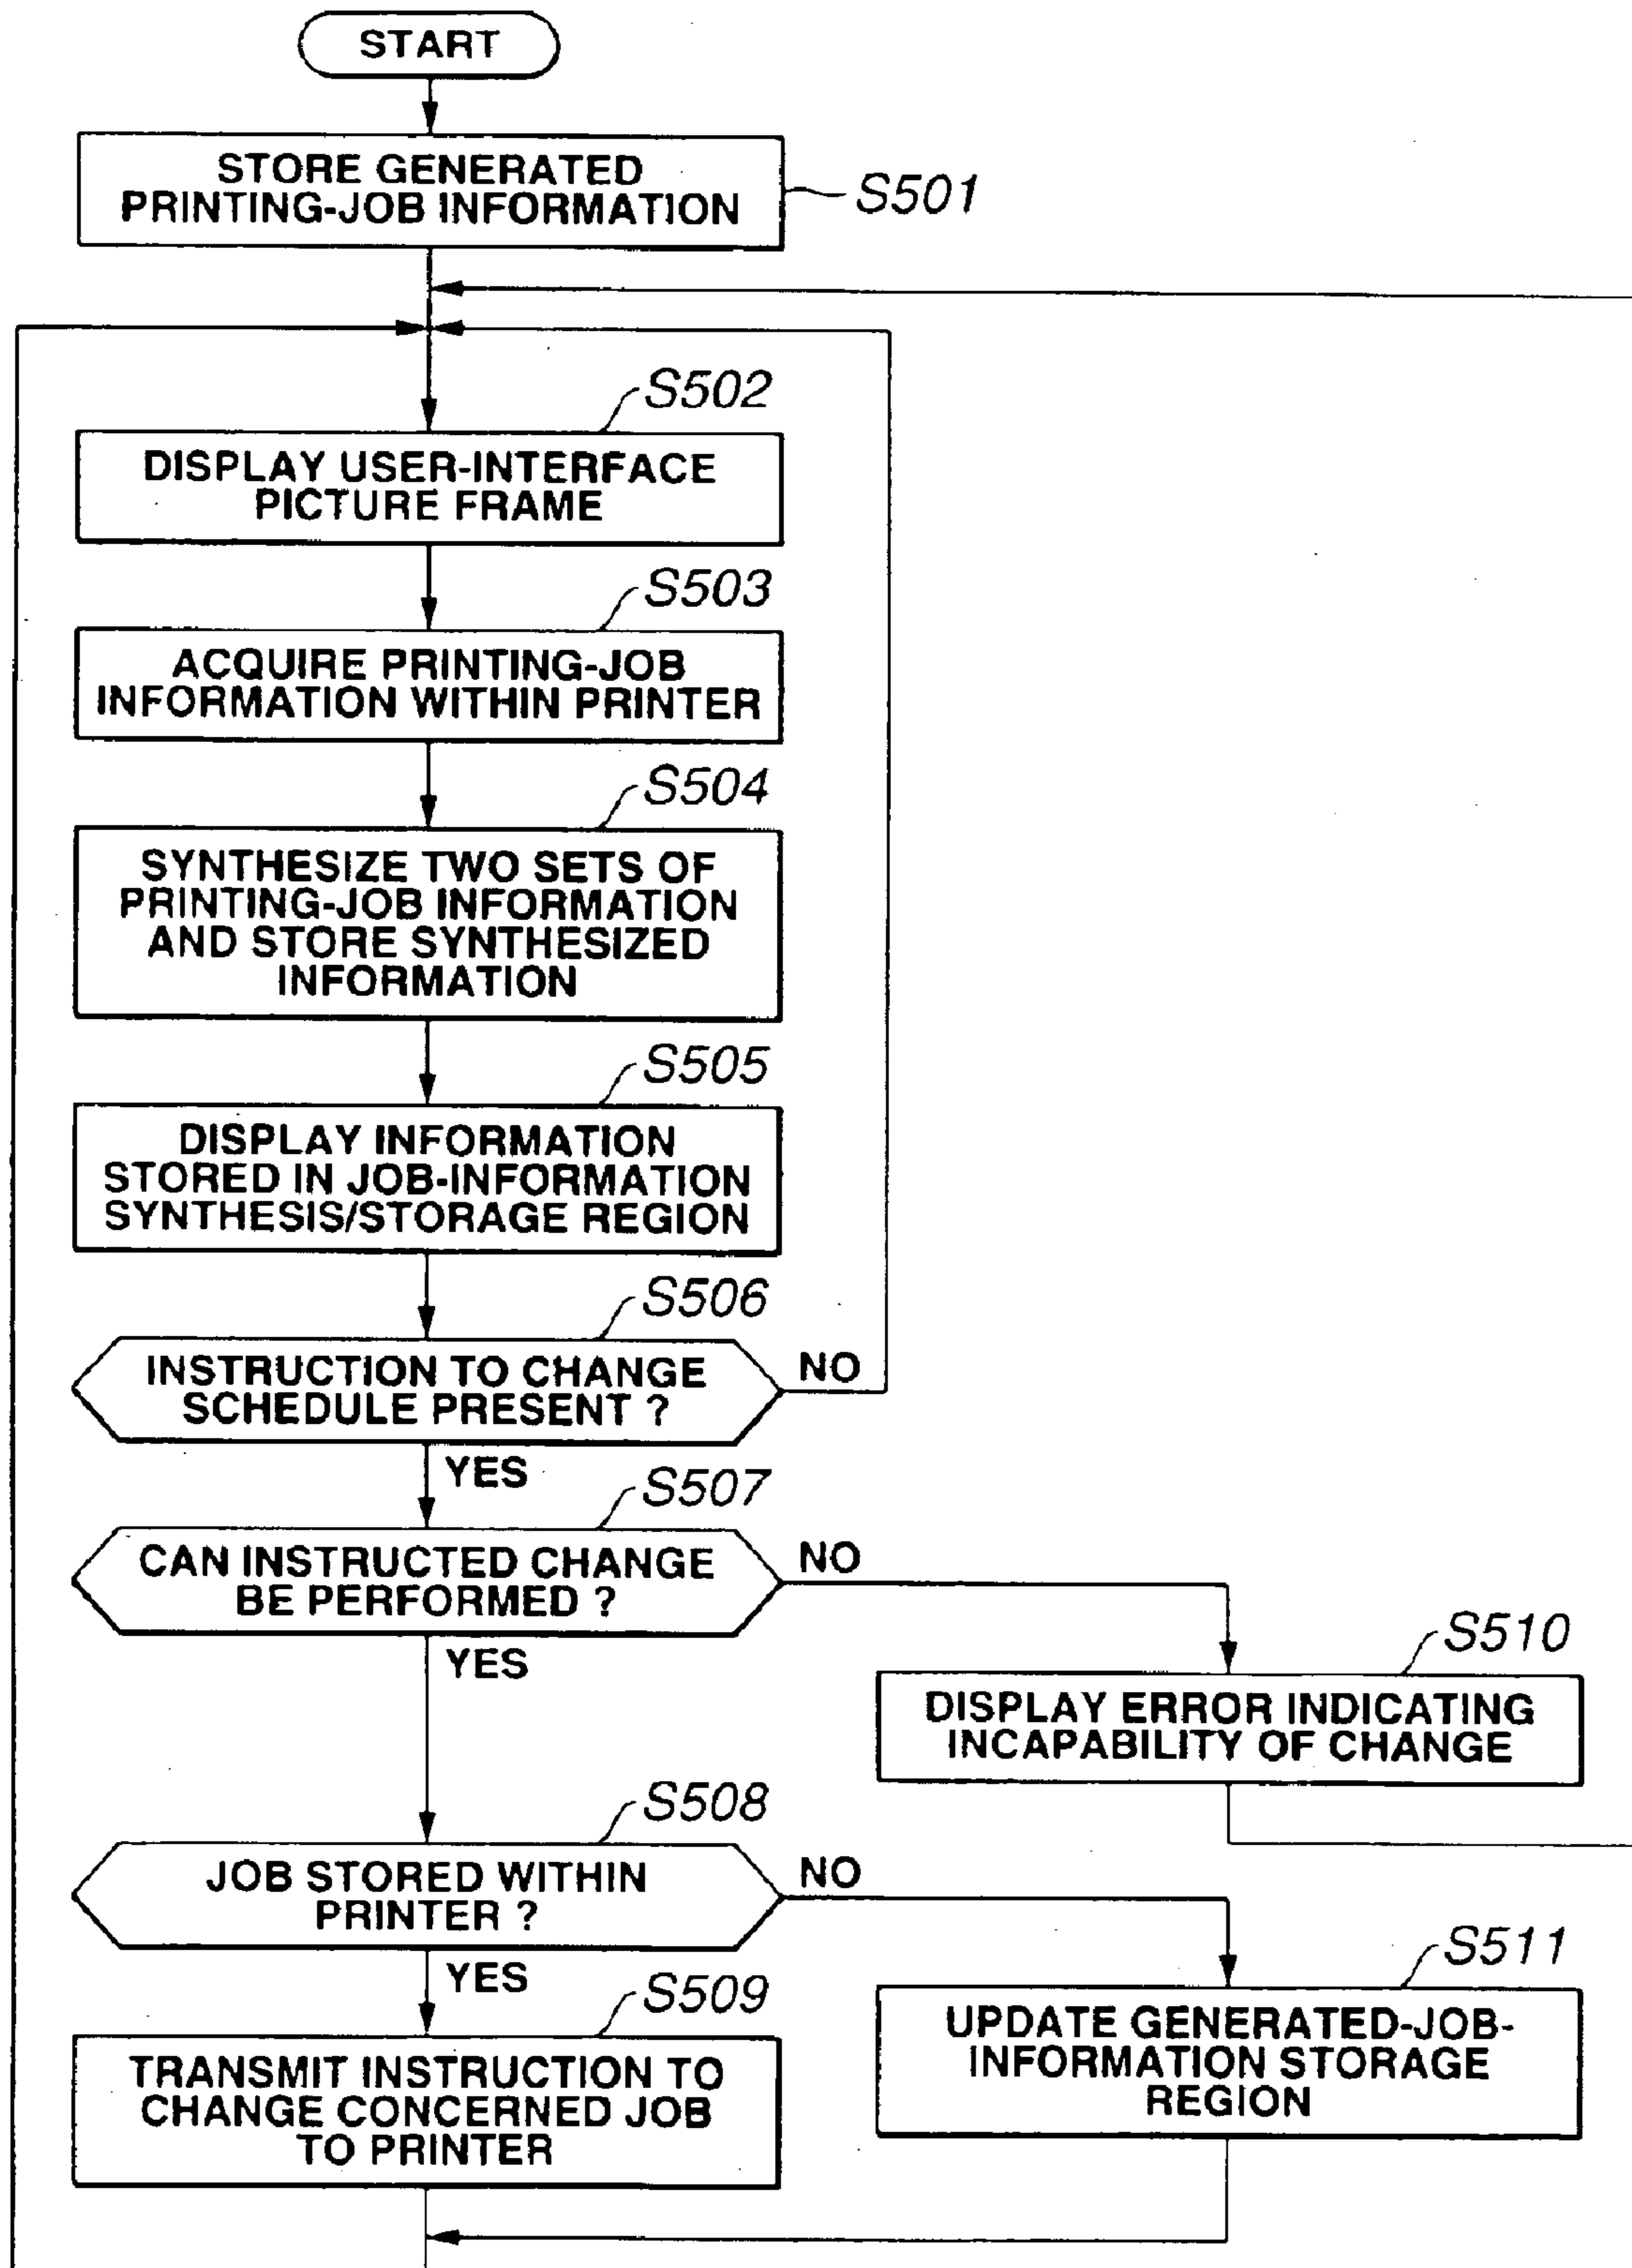 START
STORE GENERATED
PRINTING-JOB INFORMATION
S501
S502
DISPLAY USER-INTERFACE
PICTURE FRAME
S503
ACQUIRE PRINTING-JOB
INFORMATION WITHIN PRINTER
S504
SYNTHESIZE TWO SETS OF
PRINTING-JOB INFORMATION
AND STORE SYNTHESIZED
INFORMATION
S505
DISPLAY INFORMATION
STORED IN JOB-INFORMATION
SYNTHESIS/STORAGE REGION
S506
INSTRUCTION TO CHANGE
SCHEDULE PRESENT ?
NO
YES
S507
CAN INSTRUCTED CHANGE
BE PERFORMED ?
NO
YES
S510
DISPLAY ERROR INDICATING
INCAPABILITY OF CHANGE
S508
JOB STORED WITHIN
PRINTER ?
NO
YES
S511
UPDATE GENERATED-JOB-
INFORMATION STORAGE
REGION
S509
TRANSMIT INSTRUCTION TO
CHANGE CONCERNED JOB
TO PRINTER